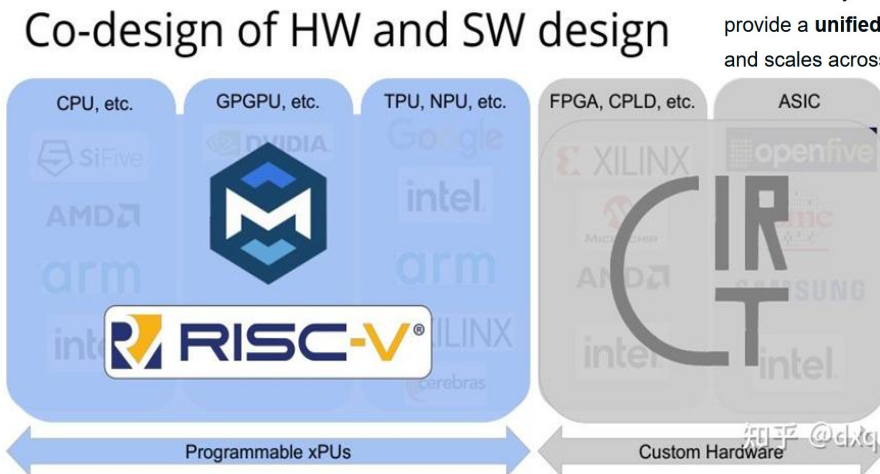 Co-design of HW and SW design
provide a unified
and scales across
CPU, etc.
GPGPU, etc.
TPU, NPU, etc.
FPGA, CPLD, etc.
ASIC
SiFive
AMD
arm
NVIDIA
Google
intel
arm
XILINX
cerebras
RISC-V®
XILINX
MICROCHIP
AMD
intel
openfive
SAMSUNG
intel
CIRCT
Programmable xPUs
Custom Hardware
知乎 @dxq